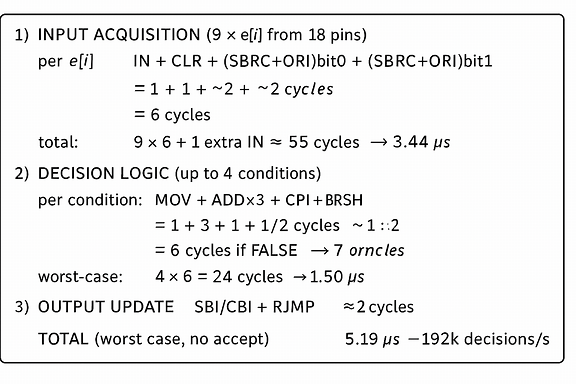 1) INPUT ACQUISITION (9 × e[i] from 18 pins)
per e[i] IN + CLR + (SBRC+ORI)bit0 + (SBRC+ORI)bit1
= 1 + 1 + ~2 + ~2 cycles
= 6 cycles
total: 9 × 6 + 1 extra IN ≈ 55 cycles → 3.44 µs
2) DECISION LOGIC (up to 4 conditions)
per condition: MOV + ADD×3 + CPI+BRSH
= 1 + 3 + 1 + 1/2 cycles ~1::2
= 6 cycles if FALSE → 7 orncles
worst-case: 4 × 6 = 24 cycles →1.50 µs
3) OUTPUT UPDATE SBI/CBI + RJMP ≈2 cycles
TOTAL (worst case, no accept) 5.19 µs −192k decisions/s